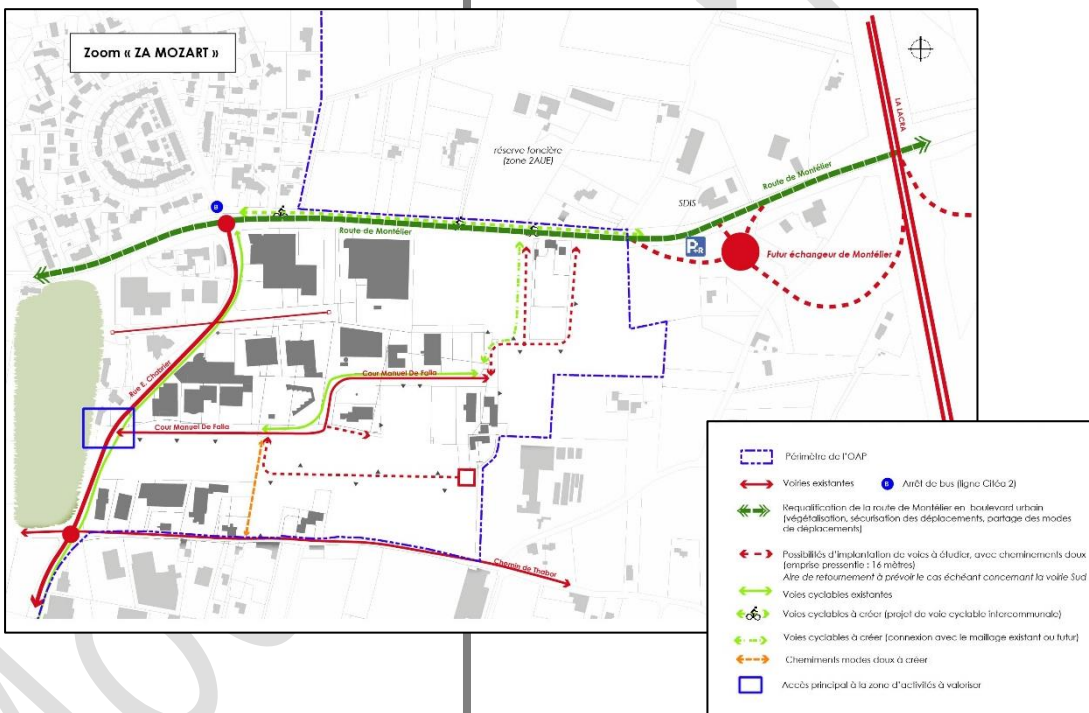 Zoom « ZA MOZART »
LA LACRA
réserve foncière
(zone 2AUE)
Route de Montélier
SDIS
B
Route de Montélier
P+R
Futur échangeur de Montélier
Rue E. Chabrier
Cour Manuel De Falla
Cour Manuel De Falla
Chemin de Thabor
Périmètre de l'OAP
Voiries existantes
B Arrêt de bus (ligne Citéa 2)
Requalification de la route de Montélier en boulevard urbain
(végétalisation, sécurisation des déplacements, partage des modes
de déplacements)
Possibilités d'implantation de voies à étudier, avec cheminements doux
(emprise pressentie : 16 mètres)
Aire de retournement à prévoir le cas échéant concernant la voirie Sud
Voies cyclables existantes
Voies cyclables à créer (projet de voie cyclable intercommunale)
Voies cyclables à créer (connexion avec le maillage existant ou futur)
Chemiments modes doux à créer
Accès principal à la zone d'activités à valoriser